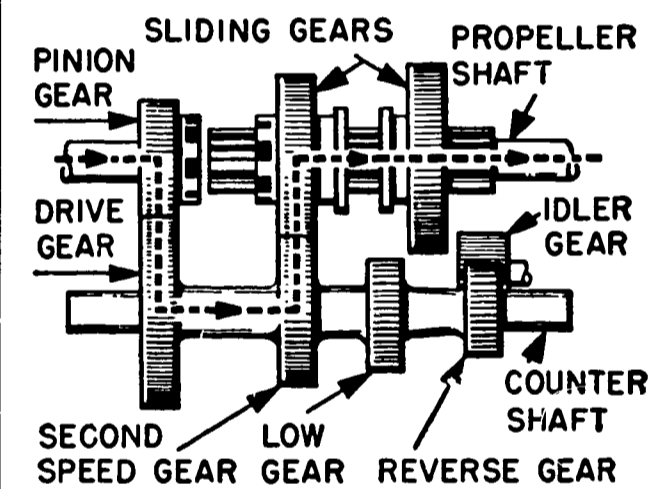 SLIDING GEARS
PROPELLER
SHAFT
PINION
GEAR
DRIVE
GEAR
IDLER
GEAR
COUNTER
SHAFT
SECOND
SPEED GEAR
LOW
GEAR
REVERSE GEAR